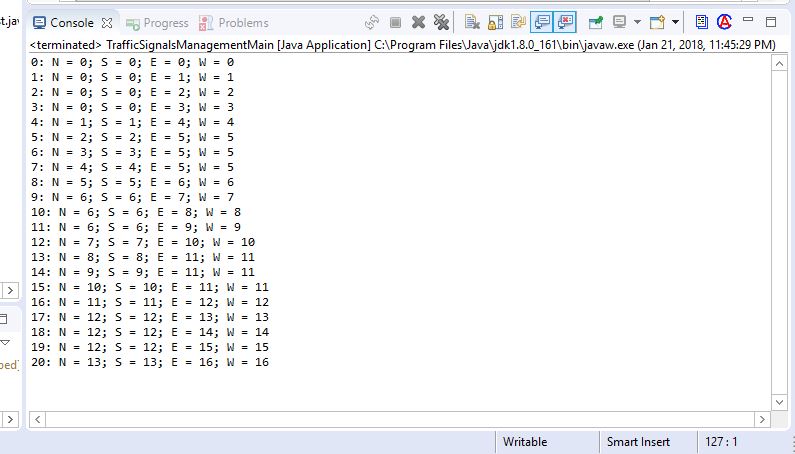 st.jav
Console
Progress
Problems
<terminated> TrafficSignalsManagementMain [Java Application] C:\Program Files\Java\jdk1.8.0_161\bin\javaw.exe (Jan 21, 2018, 11:45:29 PM)
0: N = 0; S = 0; E = 0; W = 0
1: N = 0; S = 0; E = 1; W = 1
2: N = 0; S = 0; E = 2; W = 2
3: N = 0; S = 0; E = 3; W = 3
4: N = 1; S = 1; E = 4; W = 4
5: N = 2; S = 2; E = 5; W = 5
6: N = 3; S = 3; E = 5; W = 5
7: N = 4; S = 4; E = 5; W = 5
8: N = 5; S = 5; E = 6; W = 6
9: N = 6; S = 6; E = 7; W = 7
10: N = 6; S = 6; E = 8; W = 8
11: N = 6; S = 6; E = 9; W = 9
12: N = 7; S = 7; E = 10; W = 10
13: N = 8; S = 8; E = 11; W = 11
14: N = 9; S = 9; E = 11; W = 11
15: N = 10; S = 10; E = 11; W = 11
16: N = 11; S = 11; E = 12; W = 12
17: N = 12; S = 12; E = 13; W = 13
18: N = 12; S = 12; E = 14; W = 14
19: N = 12; S = 12; E = 15; W = 15
20: N = 13; S = 13; E = 16; W = 16
ped]
Writable
Smart Insert
127 : 1